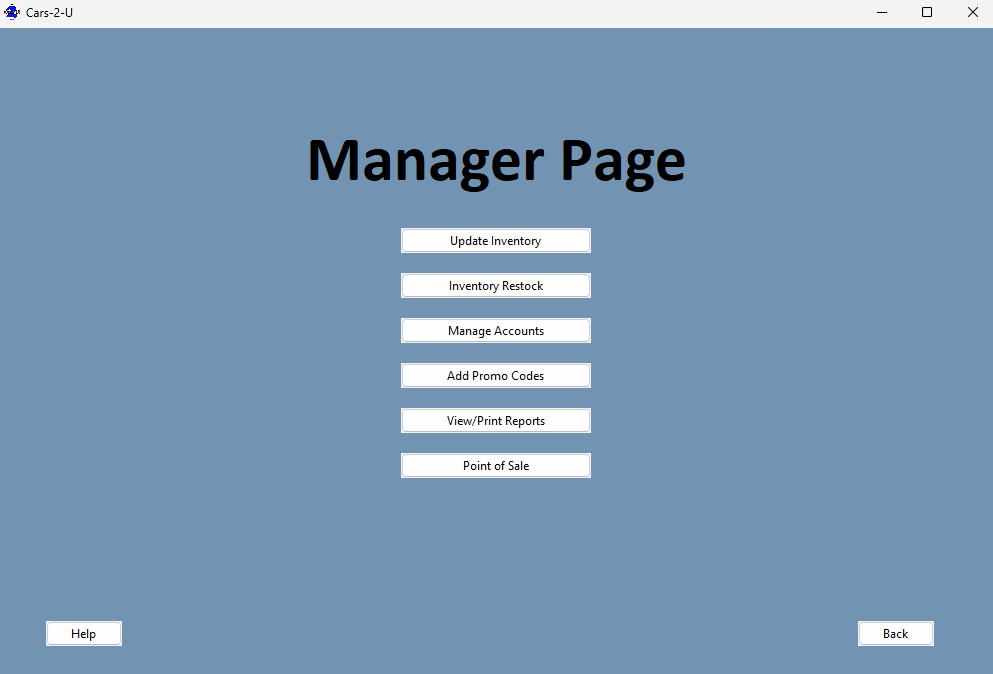 Cars-2-U
Manager Page
Update Inventory
Inventory Restock
Manage Accounts
Add Promo Codes
View/Print Reports
Point of Sale
Help
Back